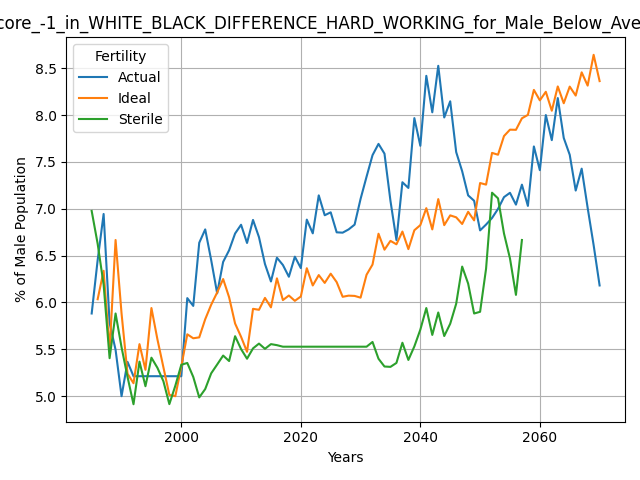 core_-1_in_WHITE_BLACK_DIFFERENCE_HARD_WORKING_for_Male_Below_Ave
Fertility
Actual
Ideal
Sterile
8.5
8.0
7.5
7.0
6.5
6.0
5.5
5.0
% of Male Population
2000
2020
2040
2060
Years